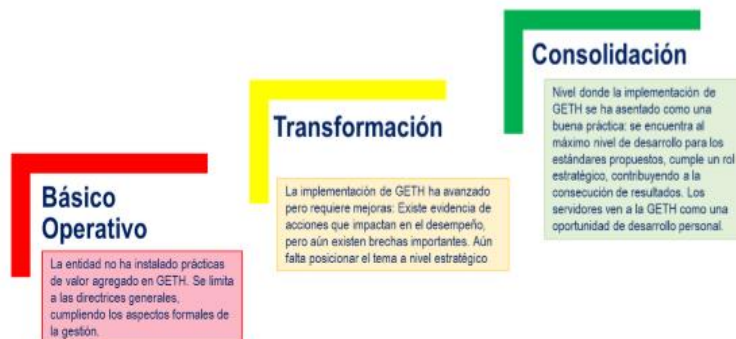 Básico
Operativo
La entidad no ha instalado prácticas
de valor agregado en GETH. Se limita
a las directrices generales,
cumpliendo los aspectos formales de
la gestión.
Transformación
La implementación de GETH ha avanzado
pero requiere mejoras: Existe evidencia de
acciones que impactan en el desempeño,
pero aún existen brechas importantes. Aún
falta posicionar el tema a nivel estratégico
Consolidación
Nivel donde la implementación de
GETH se ha asentado como una
buena práctica: se encuentra al
máximo nivel de desarrollo para los
estándares propuestos, cumple un rol
estratégico, contribuyendo a la
consecución de resultados. Los
servidores ven a la GETH como una
oportunidad de desarrollo personal.